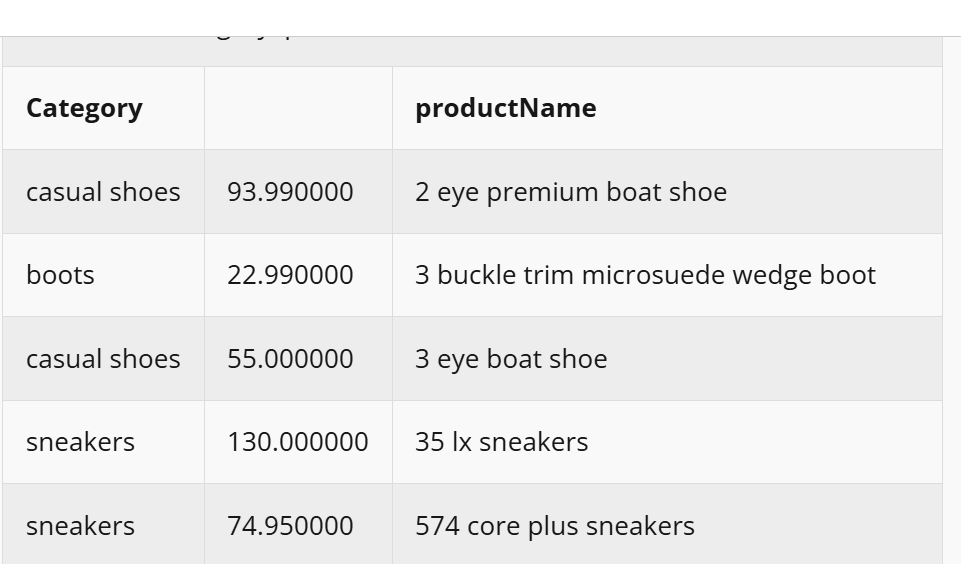 Category productName
casual shoes 93.990000 2 eye premium boat shoe
boots 22.990000 3 buckle trim microsuede wedge boot
casual shoes 55.000000 3 eye boat shoe
sneakers 130.000000 35 lx sneakers
sneakers 74.950000 574 core plus sneakers